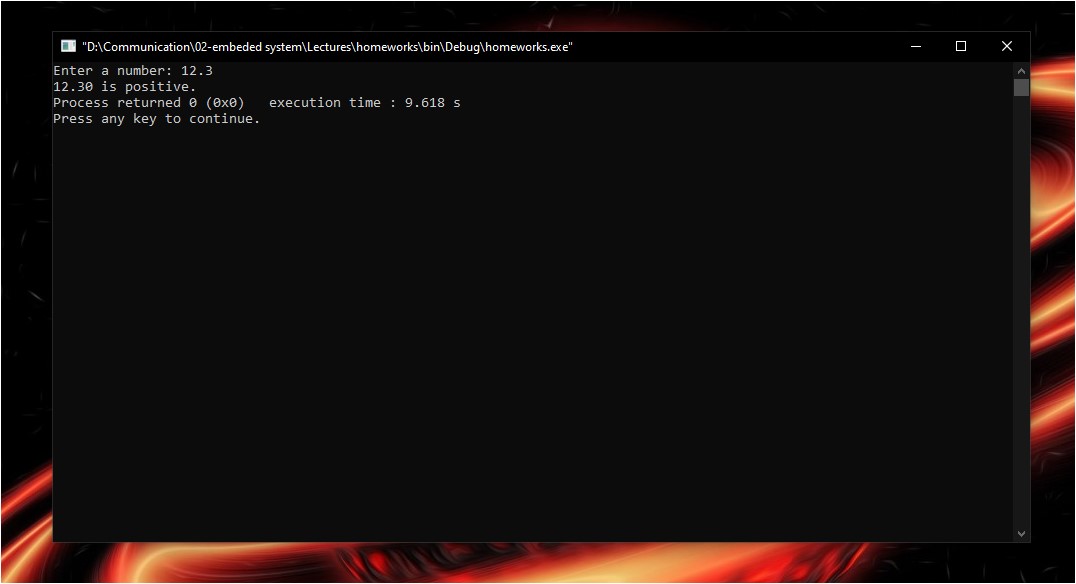 "D:\Communication\02-embeded system\Lectures\homeworks\bin\Debug\homeworks.exe"
Enter a number: 12.3
12.30 is positive.
Process returned 0 (0x0)   execution time : 9.618 s
Press any key to continue.